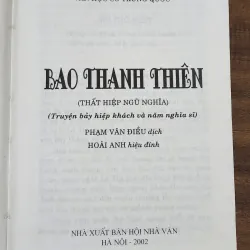 BAO THANH THIÊN
(THẤT HIỆP NGŨ NGHĨA)
(Truyện bảy hiệp khách và năm nghĩa sĩ)
PHẠM VĂN ĐIỀU dịch
HOÀI ANH hiệu đính
NHÀ XUẤT BẢN HỘI NHÀ VĂN
HÀ NỘI - 2002